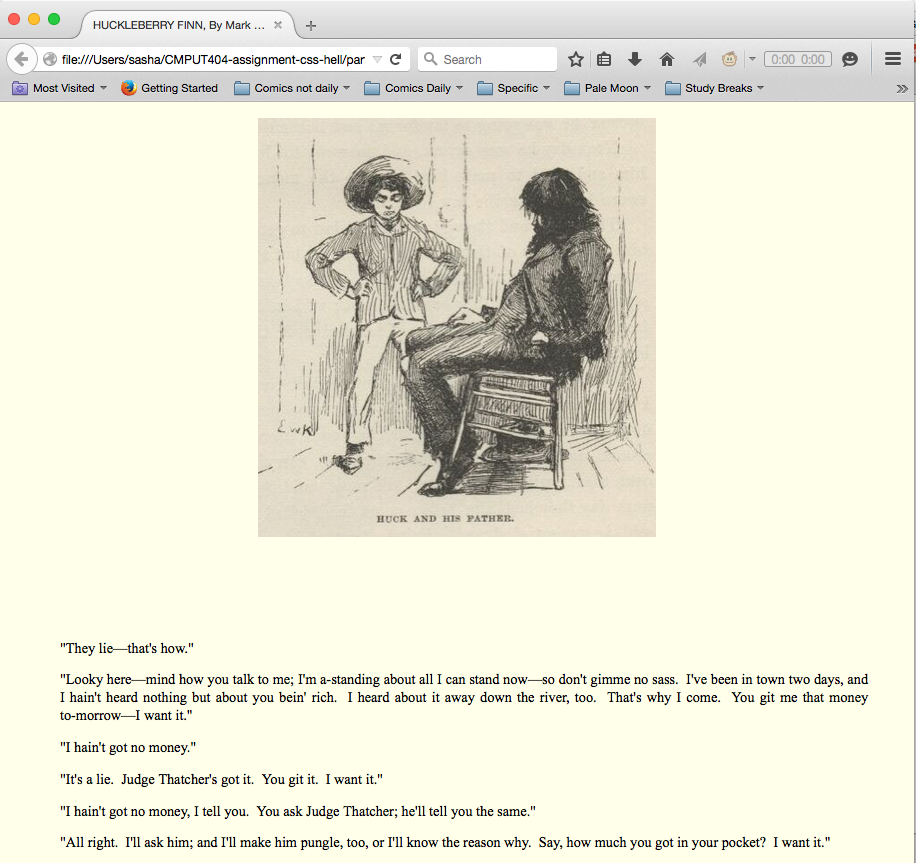 HUCKLEBERRY FINN, By Mark ...
file:///Users/sasha/CMPUT404-assignment-css-hell/par
Search
0:00 0:00
Most Visited
Getting Started
Comics not daily
Comics Daily
Specific
Pale Moon
Study Breaks
EWK
HUCK AND HIS FATHER.
"They lie—that's how."
"Looky here—mind how you talk to me; I'm a-standing about all I can stand now—so don't gimme no sass.  I've been in town two days, and
I hain't heard nothing but about you bein' rich.  I heard about it away down the river, too.  That's why I come.  You git me that money
to-morrow—I want it."
"I hain't got no money."
"It's a lie.  Judge Thatcher's got it.  You git it.  I want it."
"I hain't got no money, I tell you.  You ask Judge Thatcher; he'll tell you the same."
"All right.  I'll ask him; and I'll make him pungle, too, or I'll know the reason why.  Say, how much you got in your pocket?  I want it."